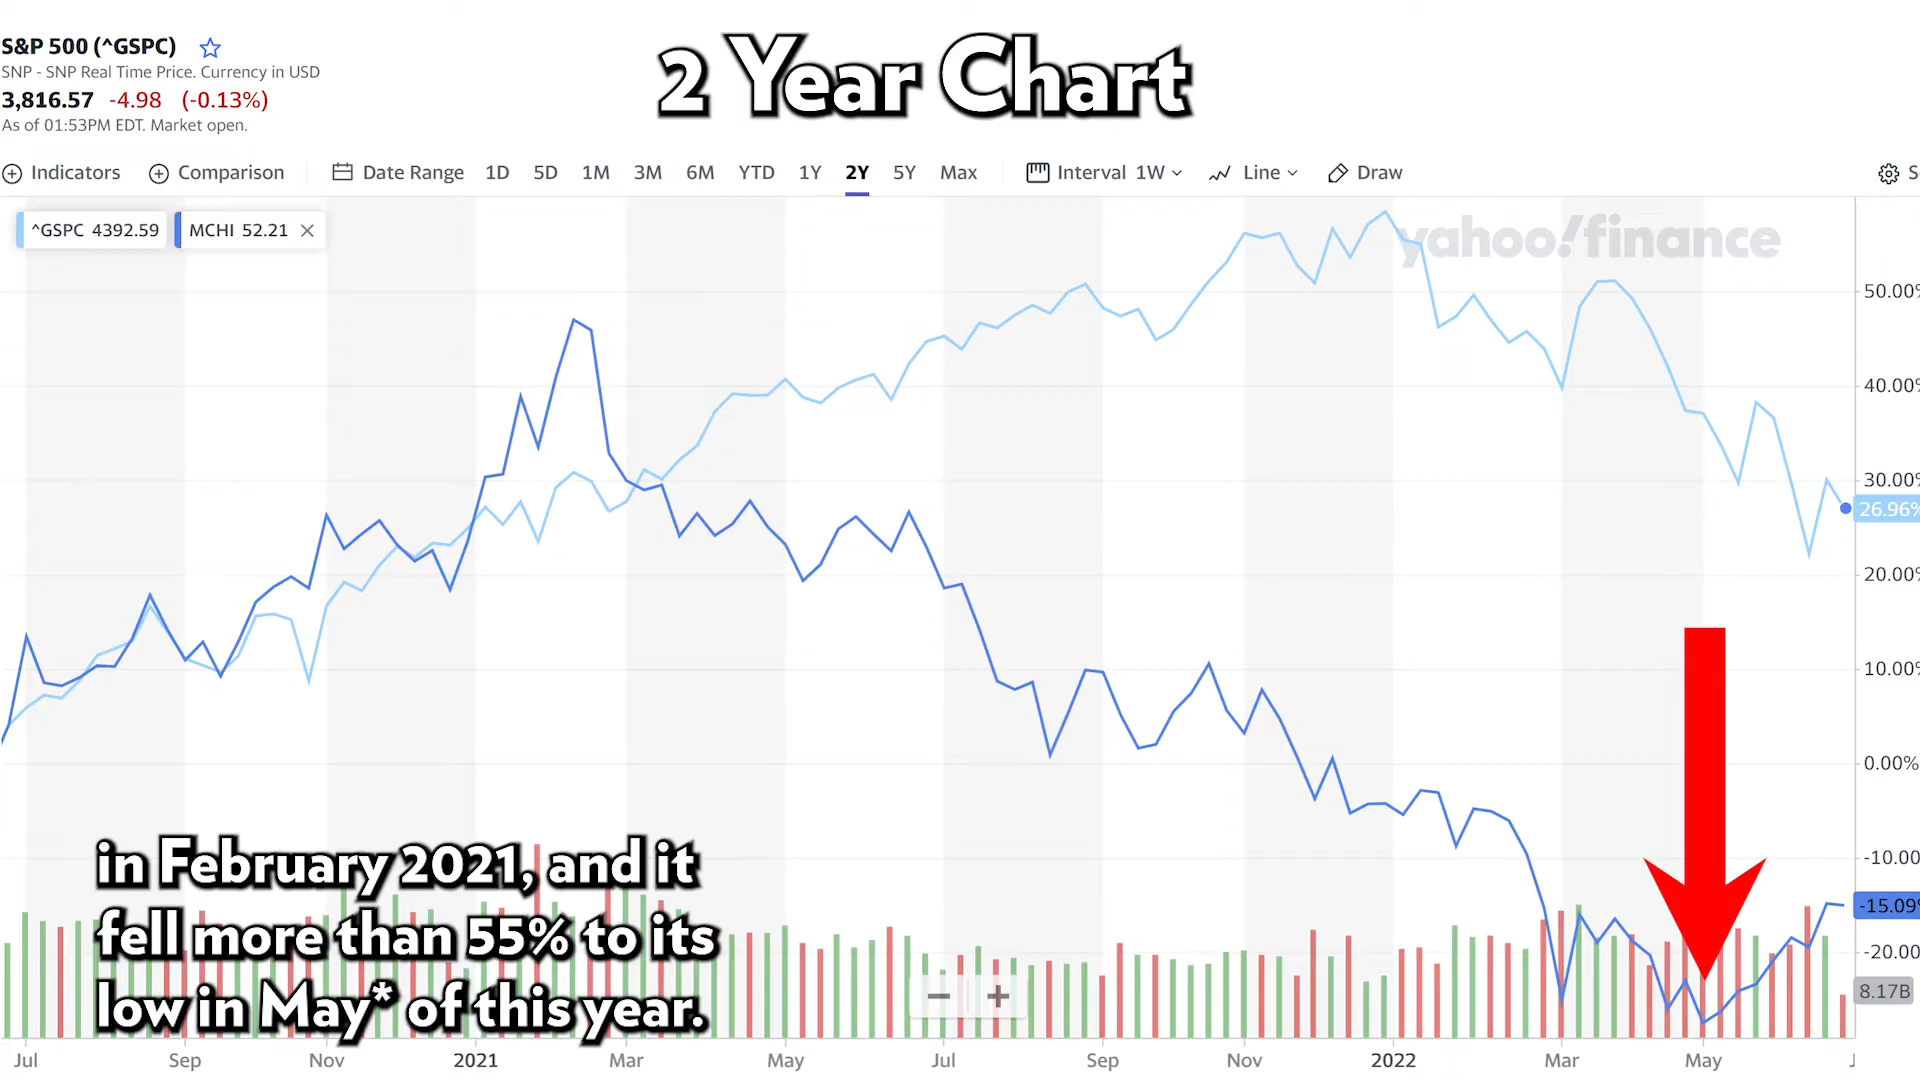 S&P 500 (^GSPC)
SNP - SNP Real Time Price. Currency in USD
3,816.57 -4.98 (-0.13%)
As of 01:53PM EDT. Market open.
2 Year Chart
Indicators Comparison Date Range 1D 5D 1M 3M 6M YTD 1Y 2Y 5Y Max Interval 1W Line Draw
^GSPC 4392.59 MCHI 52.21
yahoo!finance
50.00%
40.00%
30.00%
26.96%
20.00%
10.00%
0.00%
-10.00
-15.09%
-20.00
8.17B
in February 2021, and it
fell more than 55% to its
low in May* of this year.
Jul Sep Nov 2021 Mar May Jul Sep Nov 2022 Mar May